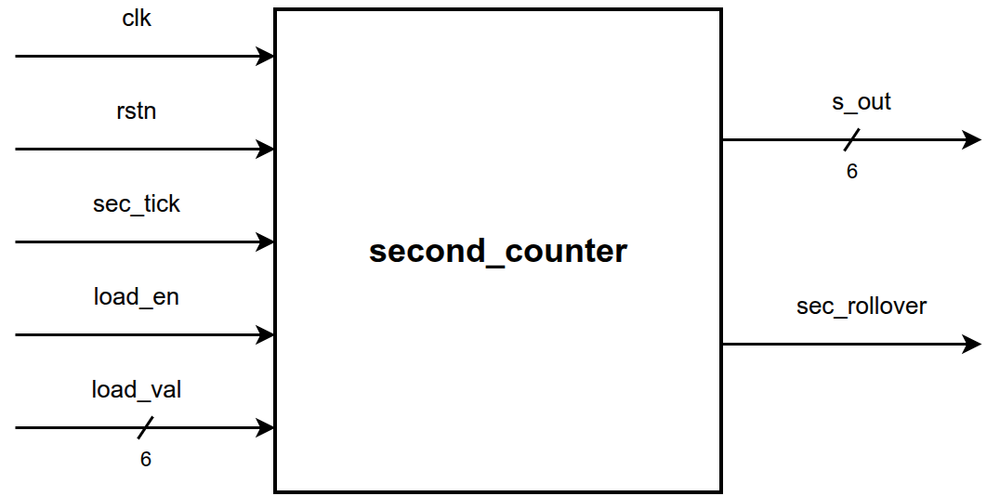 clk
rstn
sec_tick
load_en
load_val
6
second_counter
s_out
6
sec_rollover